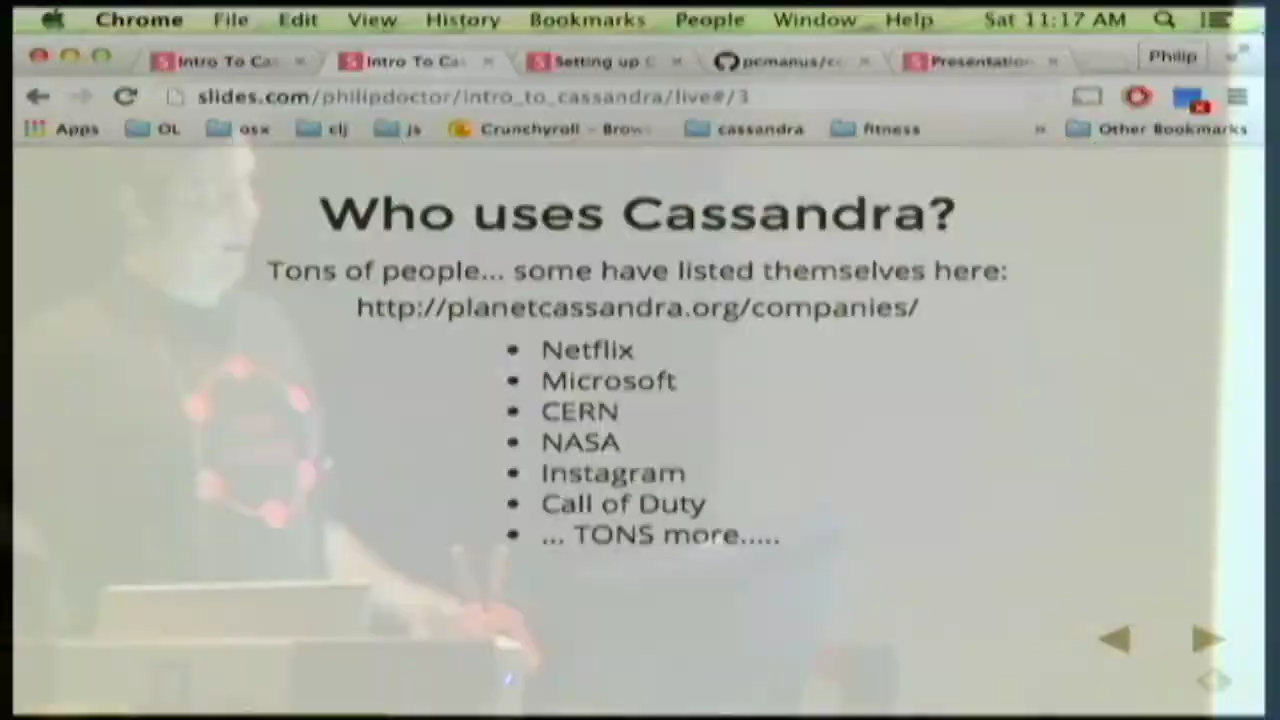 Chrome File Edit View History Bookmarks People Window Help Sat 11:17 AM
Intro To Ca Intro To Ca Setting up C pcmanus/cc Presentation Philip
slides.com/philipdoctor/intro_to_cassandra/live#/3
Apps OL osx clj js Crunchyroll - Brow cassandra fitness » Other Bookmarks
Who uses Cassandra?
Tons of people... some have listed themselves here:
http://planetcassandra.org/companies/
• Netflix
• Microsoft
• CERN
• NASA
• Instagram
• Call of Duty
• ... TONS more.....